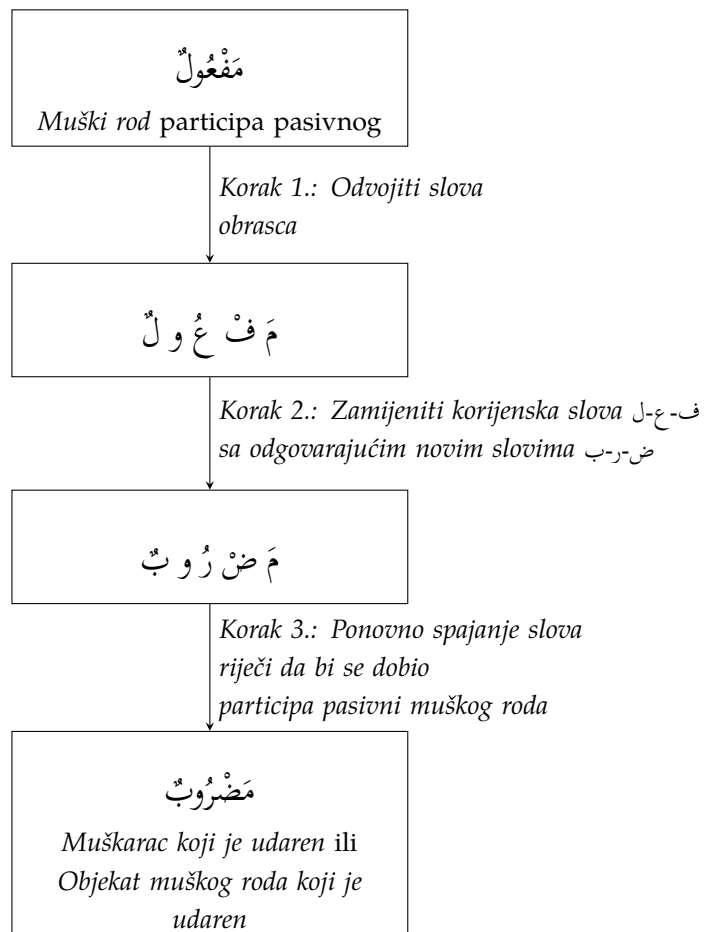 مَفْعُولٌ
Muški rod participa pasivnog
Korak 1.: Odvojiti slova
obrasca
مَ فْ عُ و لٌ
Korak 2.: Zamijeniti korijenska slova ف-ع-ل
sa odgovarajućim novim slovima ض-ر-ب
مَ ضْ رُ و بٌ
Korak 3.: Ponovno spajanje slova
riječi da bi se dobio
participa pasivni muškog roda
مَضْرُوبٌ
Muškarac koji je udaren ili
Objekat muškog roda koji je
udaren